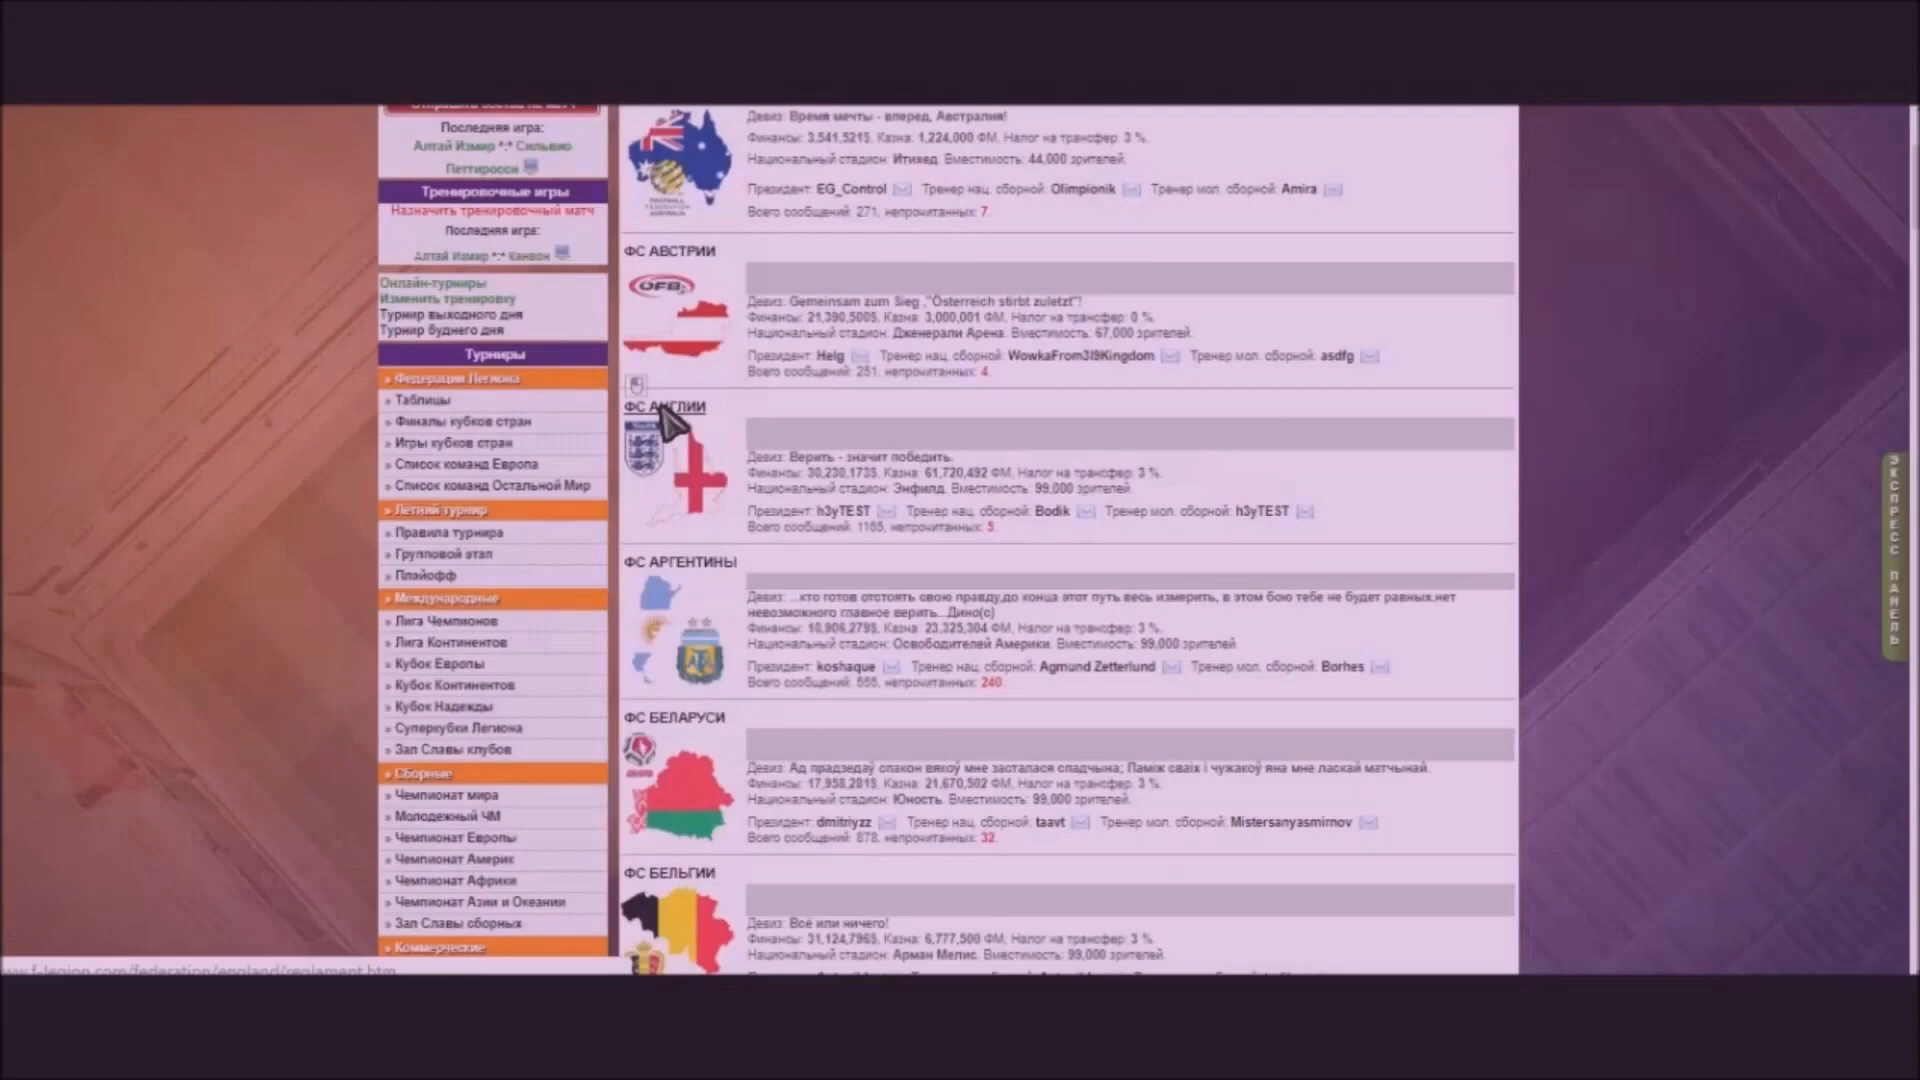 Последняя игра:
Алтай Измир *:* Сильвио
Петтиросси
Тренировочные игры
Назначить тренировочный матч
Последняя игра:
Алтай Измир *:* Канвон
Онлайн-турниры
Изменить тренировку
Турнир выходного дня
Турнир буднего дня
Турниры
» Федерации Легиона
» Таблицы
» Финалы кубков стран
» Игры кубков стран
» Список команд Европа
» Список команд Остальной Мир
» Летний турнир
» Правила турнира
» Групповой этап
» Плэйофф
» Международные
» Лига Чемпионов
» Лига Континентов
» Кубок Европы
» Кубок Континентов
» Кубок Надежды
» Суперкубки Легиона
» Зал Славы клубов
» Сборные
» Чемпионат мира
» Молодежный ЧМ
» Чемпионат Европы
» Чемпионат Америк
» Чемпионат Африки
» Чемпионат Азии и Океании
» Зал Славы сборных
» Коммерческие
Девиз: Время мечты - вперед, Австралия!
Финансы: 3,541,521$, Казна: 1,224,000 ФМ, Налог на трансфер: 3 %.
Национальный стадион: Итихед. Вместимость: 44,000 зрителей.
Президент: EG_Control Тренер нац. сборной: Olimpionik Тренер мол. сборной: Amira
Всего сообщений: 271, непрочитанных: 7.
ФС АВСТРИИ
Девиз: Gemeinsam zum Sieg ,"Österreich stirbt zuletzt"!
Финансы: 21,390,500$, Казна: 3,000,001 ФМ, Налог на трансфер: 0 %.
Национальный стадион: Дженерали Арена. Вместимость: 67,000 зрителей.
Президент: Helg Тренер нац. сборной: WowkaFrom3l9Kingdom Тренер мол. сборной: asdfg
Всего сообщений: 251, непрочитанных: 4.
ФС АНГЛИИ
Девиз: Верить - значит победить.
Финансы: 30,230,173$, Казна: 61,720,492 ФМ, Налог на трансфер: 3 %.
Национальный стадион: Энфилд. Вместимость: 99,000 зрителей.
Президент: h3yTEST Тренер нац. сборной: Bodik Тренер мол. сборной: h3yTEST
Всего сообщений: 1165, непрочитанных: 5.
ФС АРГЕНТИНЫ
Девиз: ...кто готов отстоять свою правду,до конца этот путь весь измерить, в этом бою тебе не будет равных,нет
невозможного главное верить...Дино(с)
Финансы: 10,906,279$, Казна: 23,325,304 ФМ, Налог на трансфер: 3 %.
Национальный стадион: Освободителей Америки. Вместимость: 99,000 зрителей.
Президент: koshaque Тренер нац. сборной: Agmund Zetterlund Тренер мол. сборной: Borhes
Всего сообщений: 555, непрочитанных: 240.
ФС БЕЛАРУСИ
Девиз: Ад прадзедаў спакон вякоў мне засталася спадчына; Паміж сваіх і чужакоў яна мне ласкай матчынай.
Финансы: 17,958,281$, Казна: 21,670,502 ФМ, Налог на трансфер: 3 %.
Национальный стадион: Юность. Вместимость: 99,000 зрителей.
Президент: dmitriyzz Тренер нац. сборной: taavt Тренер мол. сборной: Mistersanyasmirnov
Всего сообщений: 878, непрочитанных: 32.
ФС БЕЛЬГИИ
Девиз: Всё или ничего!
Финансы: 31,124,796$, Казна: 6,777,500 ФМ, Налог на трансфер: 3 %.
Национальный стадион: Арман Мелис. Вместимость: 99,000 зрителей.
ЭКСПРЕСС ПАНЕЛЬ
f-legion.com/federation/england/reglament.htm